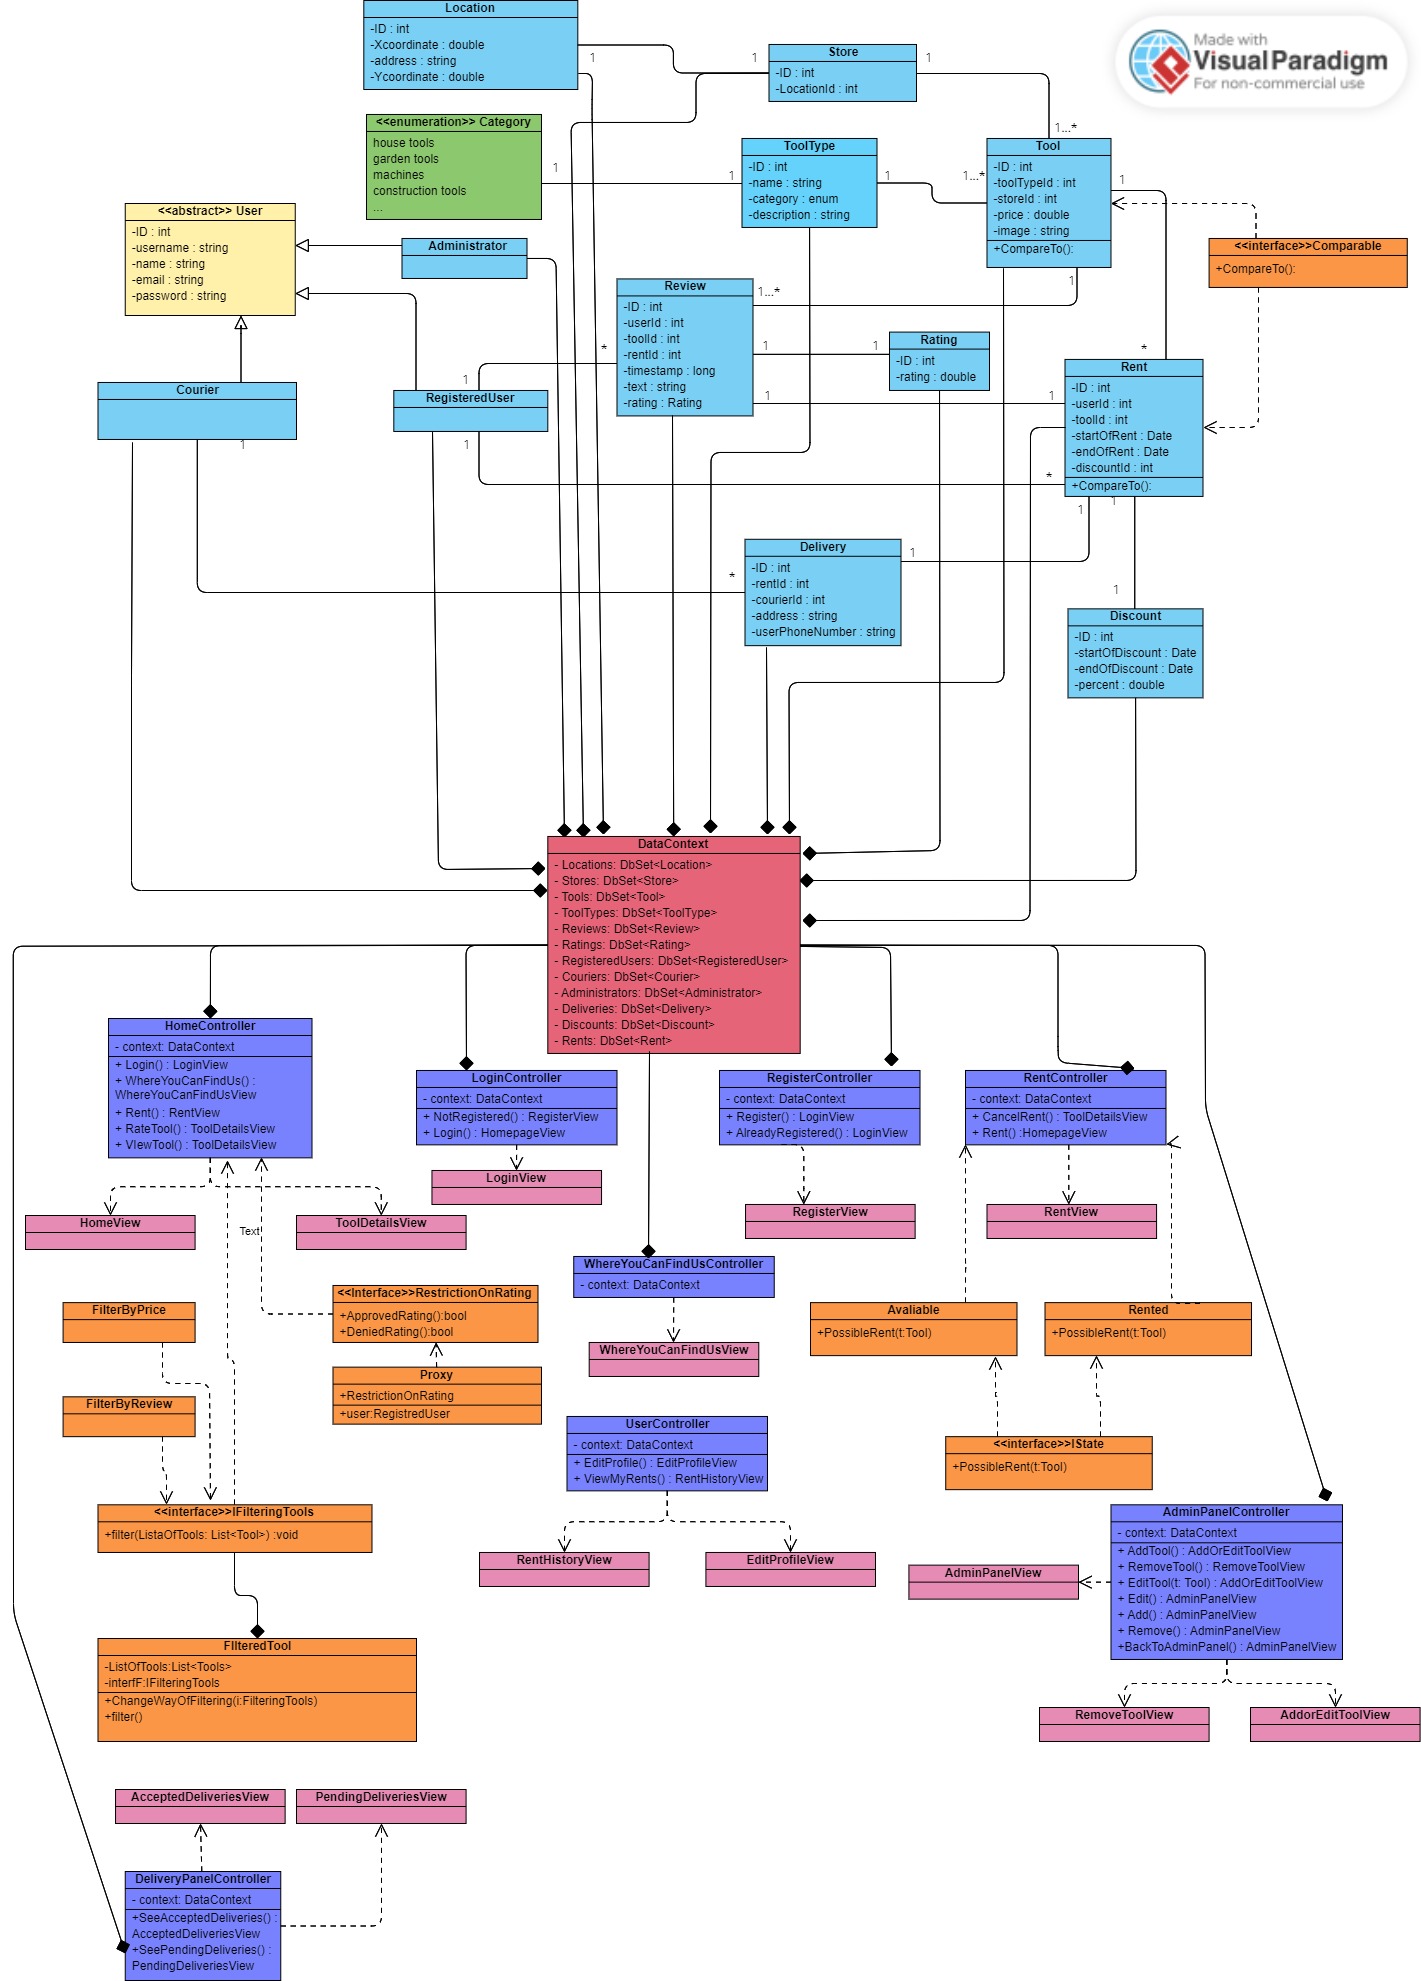 Made with
VisualParadigm
For non-commercial use
Location
-ID : int
-Xcoordinate : double
-address : string
-Ycoordinate : double
1
1
Store
-ID : int
-LocationId : int
1
1...*
<<enumeration>> Category
house tools
garden tools
machines
construction tools
...
1
1
ToolType
-ID : int
-name : string
-category : enum
-description : string
1
1...*
Tool
-ID : int
-toolTypeId : int
-storeId : int
-price : double
-image : string
+CompareTo():
1
1
<<interface>>Comparable
+CompareTo():
<<abstract>> User
-ID : int
-username : string
-name : string
-email : string
-password : string
Administrator
Review
-ID : int
-userId : int
-toolId : int
-rentId : int
-timestamp : long
-text : string
-rating : Rating
1...*
1
1
1
*
Rating
-ID : int
-rating : double
*
Rent
-ID : int
-userId : int
-toolId : int
-startOfRent : Date
-endOfRent : Date
-discountId : int
+CompareTo():
1
*
1
1
Courier
1
RegisteredUser
1
1
Delivery
-ID : int
-rentId : int
-courierId : int
-address : string
-userPhoneNumber : string
1
*
1
Discount
-ID : int
-startOfDiscount : Date
-endOfDiscount : Date
-percent : double
DataContext
- Locations: DbSet<Location>
- Stores: DbSet<Store>
- Tools: DbSet<Tool>
- ToolTypes: DbSet<ToolType>
- Reviews: DbSet<Review>
- Ratings: DbSet<Rating>
- RegisteredUsers: DbSet<RegisteredUser>
- Couriers: DbSet<Courier>
- Administrators: DbSet<Administrator>
- Deliveries: DbSet<Delivery>
- Discounts: DbSet<Discount>
- Rents: DbSet<Rent>
HomeController
- context: DataContext
+ Login() : LoginView
+ WhereYouCanFindUs() :
WhereYouCanFindUsView
+ Rent() : RentView
+ RateTool() : ToolDetailsView
+ VIewTool() : ToolDetailsView
LoginController
- context: DataContext
+ NotRegistered() : RegisterView
+ Login() : HomepageView
RegisterController
- context: DataContext
+ Register() : LoginView
+ AlreadyRegistered() : LoginView
RentController
- context: DataContext
+ CancelRent() : ToolDetailsView
+ Rent() :HomepageView
LoginView
HomeView
ToolDetailsView
Text
RegisterView
RentView
WhereYouCanFindUsController
- context: DataContext
WhereYouCanFindUsView
<<Interface>>RestrictionOnRating
+ApprovedRating():bool
+DeniedRating():bool
FilterByPrice
Avaliable
+PossibleRent(t:Tool)
Rented
+PossibleRent(t:Tool)
Proxy
+RestrictionOnRating
+user:RegistredUser
FilterByReview
UserController
- context: DataContext
+ EditProfile() : EditProfileView
+ ViewMyRents() : RentHistoryView
<<interface>>IState
+PossibleRent(t:Tool)
<<interface>>IFilteringTools
+filter(ListaOfTools: List<Tool>) :void
RentHistoryView
EditProfileView
AdminPanelController
- context: DataContext
+ AddTool() : AddOrEditToolView
+ RemoveTool() : RemoveToolView
+ EditTool(t: Tool) : AddOrEditToolView
+ Edit() : AdminPanelView
+ Add() : AdminPanelView
+ Remove() : AdminPanelView
+BackToAdminPanel() : AdminPanelView
AdminPanelView
FIlteredTool
-ListOfTools:List<Tools>
-interfF:IFilteringTools
+ChangeWayOfFiltering(i:FilteringTools)
+filter()
RemoveToolView
AddorEditToolView
AcceptedDeliveriesView
PendingDeliveriesView
DeliveryPanelController
- context: DataContext
+SeeAcceptedDeliveries() :
AcceptedDeliveriesView
+SeePendingDeliveries() :
PendingDeliveriesView